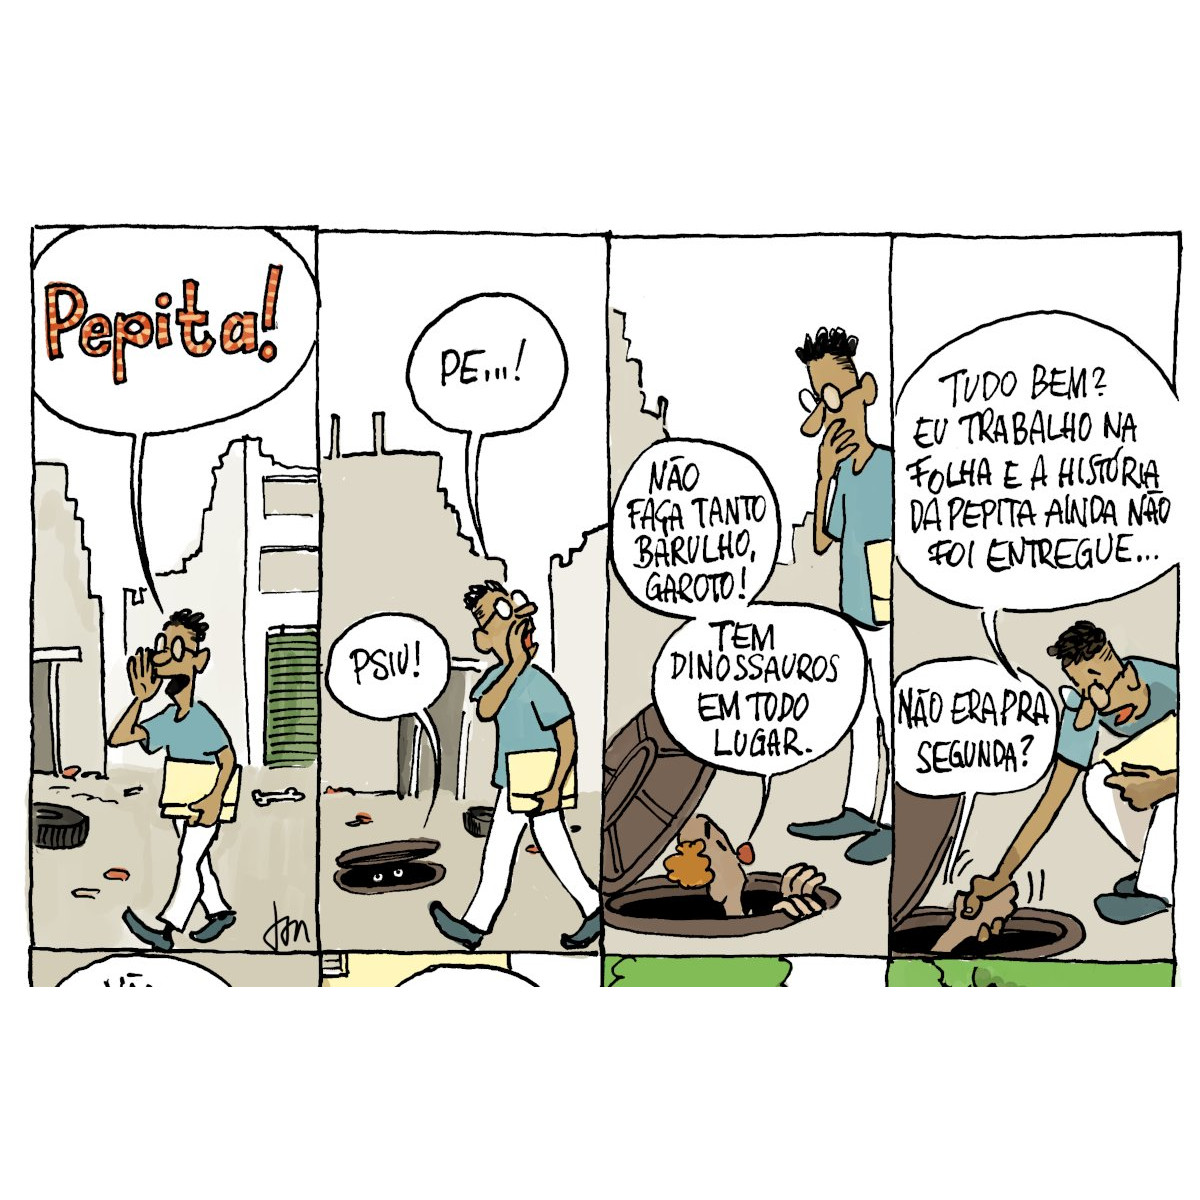 Pepita!
PE...!
PSIU!
NÃO
FAÇA TANTO
BARULHO,
GAROTO!
TEM
DINOSSAUROS
EM TODO
LUGAR.
TUDO BEM?
EU TRABALHO NA
FOLHA E A HISTÓRIA
DA PEPITA AINDA NÃO
FOI ENTREGUE...
NÃO ERA PRA
SEGUNDA?